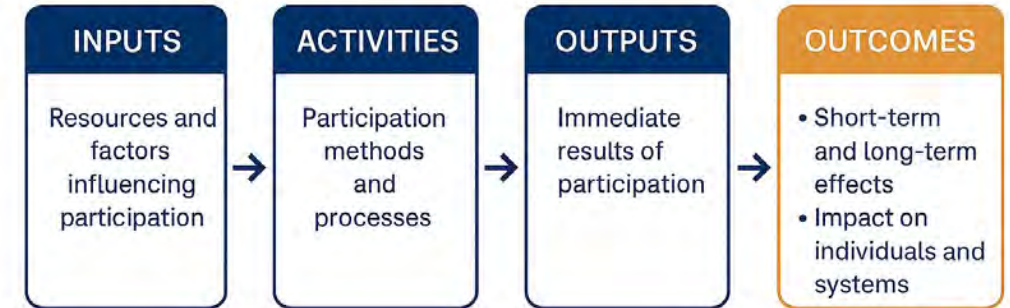 INPUTS
Resources and
factors
influencing
participation
→
ACTIVITIES
Participation
methods
and
processes
→
OUTPUTS
Immediate
results of
participation
→
OUTCOMES
• Short-term
and long-term
effects
• Impact on
individuals and
systems